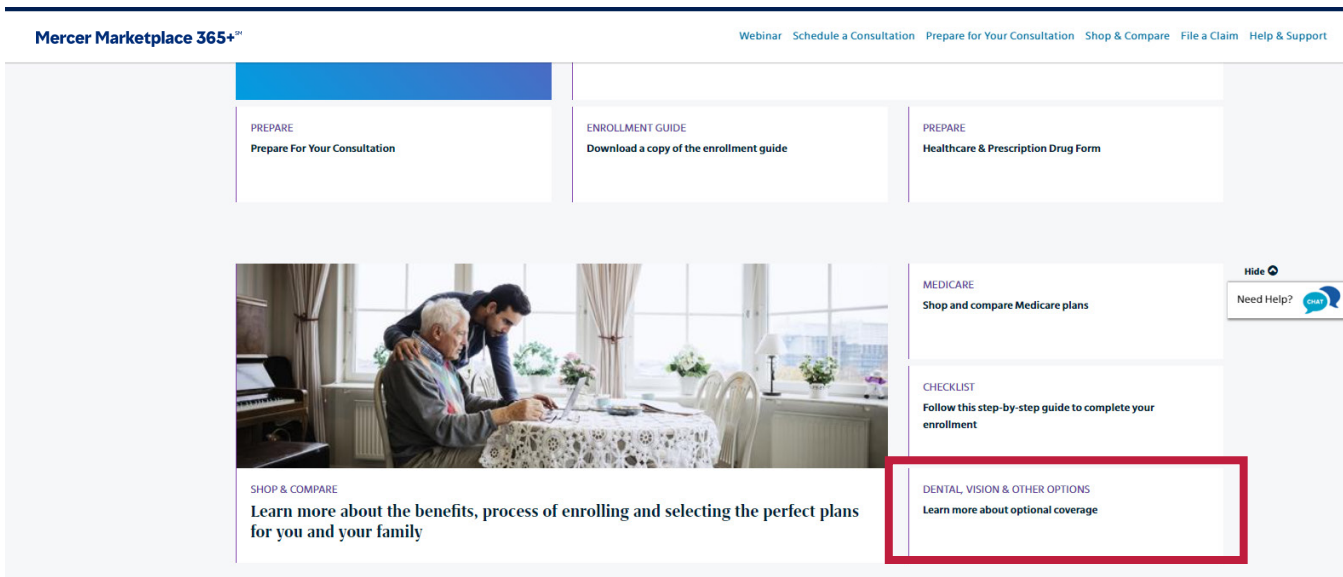 Mercer Marketplace 365+℠
Webinar Schedule a Consultation Prepare for Your Consultation Shop & Compare File a Claim Help & Support
PREPARE
Prepare For Your Consultation
ENROLLMENT GUIDE
Download a copy of the enrollment guide
PREPARE
Healthcare & Prescription Drug Form
Hide
Need Help?
CHAT
MEDICARE
Shop and compare Medicare plans
CHECKLIST
Follow this step-by-step guide to complete your
enrollment
SHOP & COMPARE
Learn more about the benefits, process of enrolling and selecting the perfect plans
for you and your family
DENTAL, VISION & OTHER OPTIONS
Learn more about optional coverage